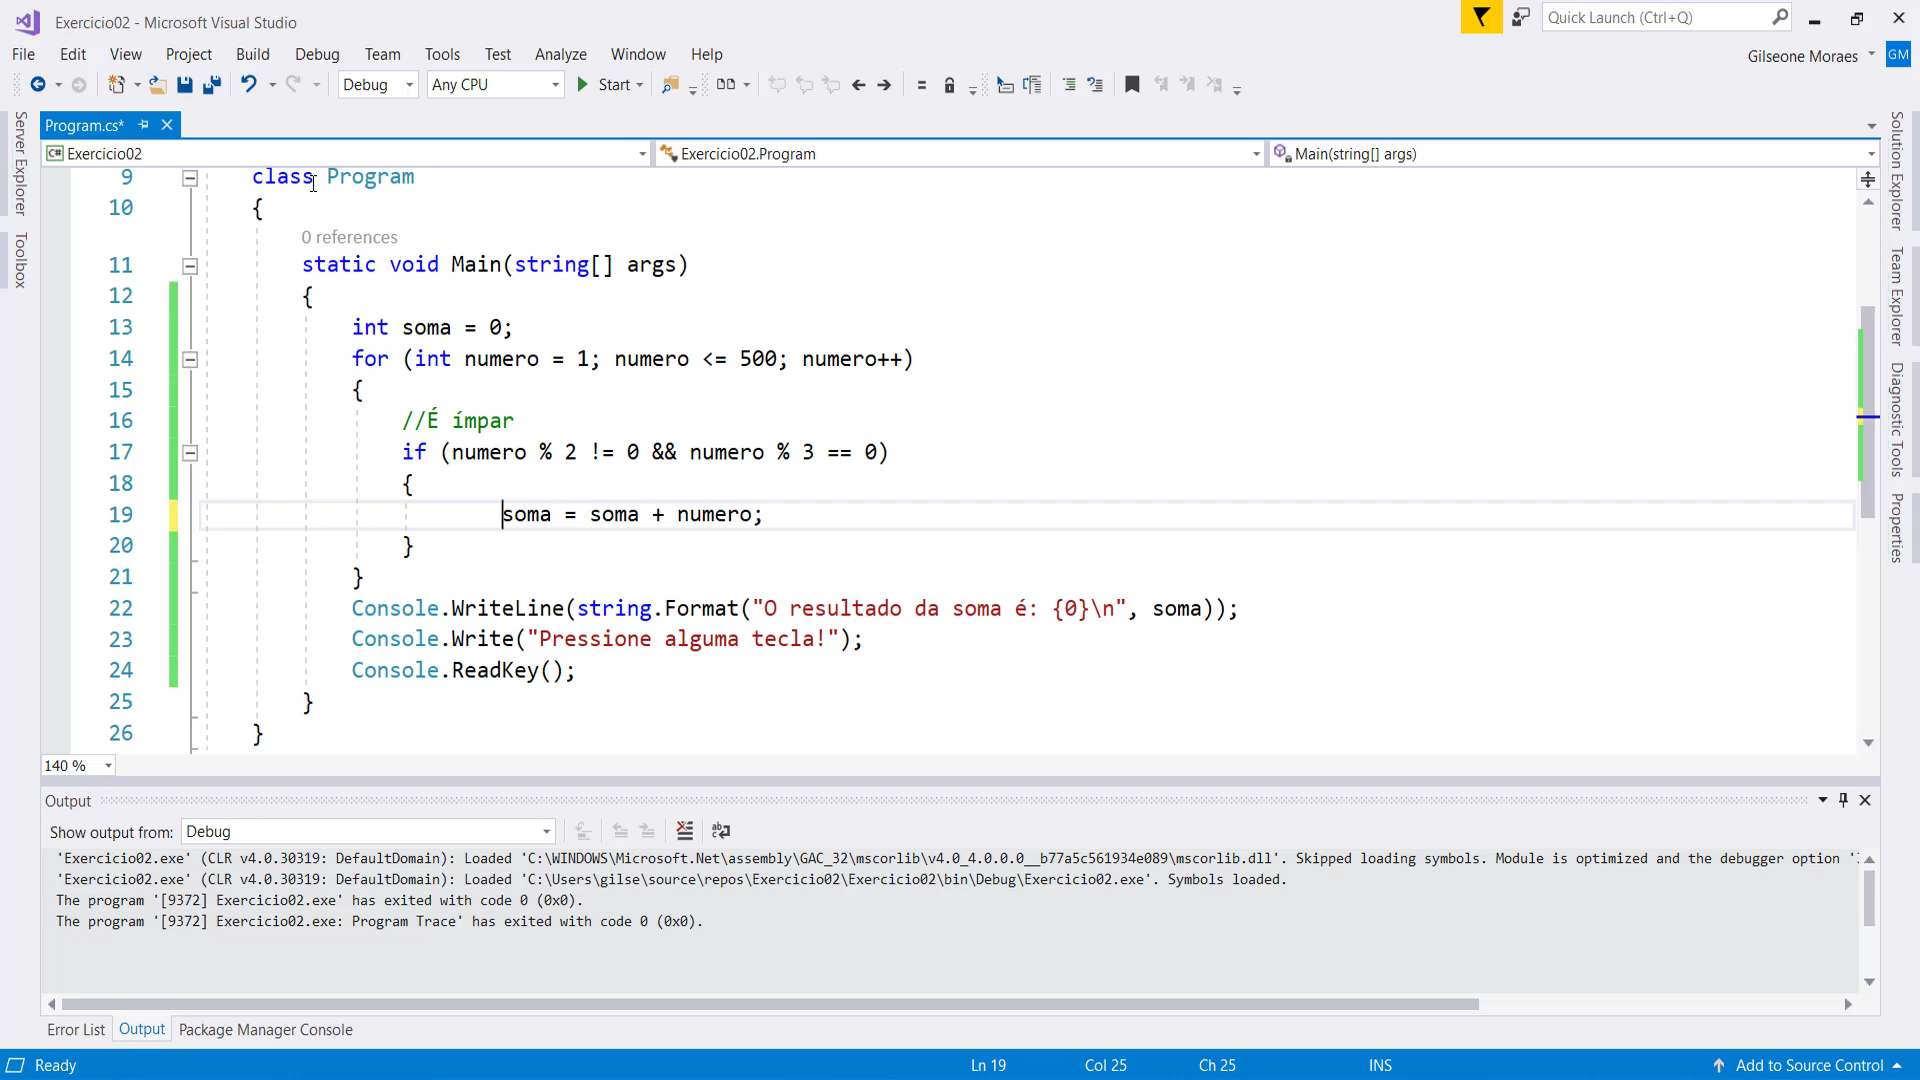 Exercicio02 - Microsoft Visual Studio
Quick Launch (Ctrl+Q)
File Edit View Project Build Debug Team Tools Test Analyze Window Help
Gilseone Moraes GM
Debug Any CPU Start
Program.cs*
Exercicio02 Exercicio02.Program Main(string[] args)
Server Explorer
Toolbox
Solution Explorer
Team Explorer
Diagnostic Tools
Properties
9 class Program
10 {
0 references
11 static void Main(string[] args)
12 {
13 int soma = 0;
14 for (int numero = 1; numero <= 500; numero++)
15 {
16 //É ímpar
17 if (numero % 2 != 0 && numero % 3 == 0)
18 {
19 soma = soma + numero;
20 }
21 }
22 Console.WriteLine(string.Format("O resultado da soma é: {0}\n", soma));
23 Console.Write("Pressione alguma tecla!");
24 Console.ReadKey();
25 }
26 }
140 %
Output
Show output from: Debug
'Exercicio02.exe' (CLR v4.0.30319: DefaultDomain): Loaded 'C:\WINDOWS\Microsoft.Net\assembly\GAC_32\mscorlib\v4.0_4.0.0.0__b77a5c561934e089\mscorlib.dll'. Skipped loading symbols. Module is optimized and the debugger option '
'Exercicio02.exe' (CLR v4.0.30319: DefaultDomain): Loaded 'C:\Users\gilse\source\repos\Exercicio02\Exercicio02\bin\Debug\Exercicio02.exe'. Symbols loaded.
The program '[9372] Exercicio02.exe' has exited with code 0 (0x0).
The program '[9372] Exercicio02.exe: Program Trace' has exited with code 0 (0x0).
Error List Output Package Manager Console
Ready Ln 19 Col 25 Ch 25 INS Add to Source Control